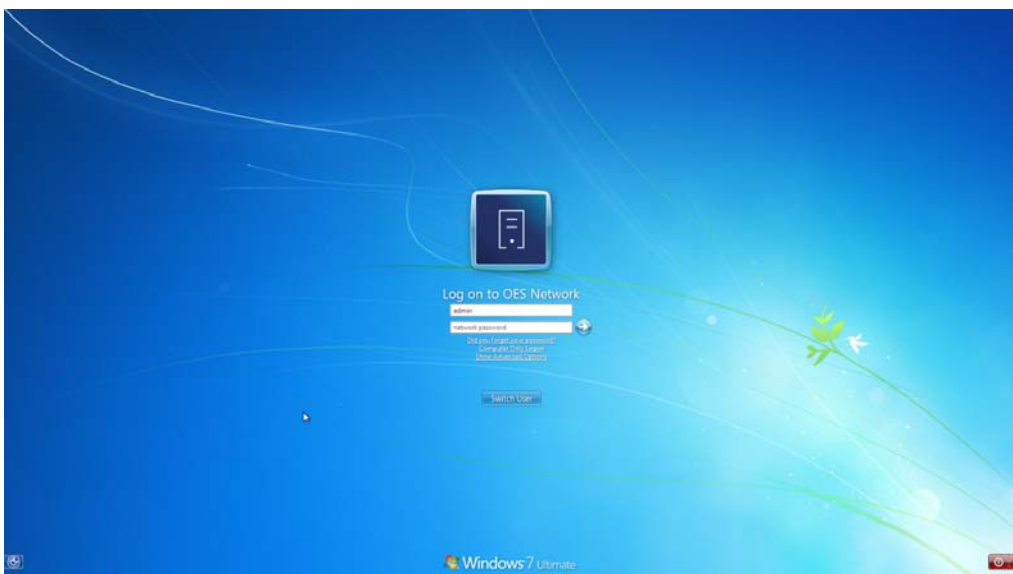 Log on to OES Network
admin
network password
Did you forget your password?
Computer Only Logon
Show Advanced Options
Switch User
Windows 7 Ultimate